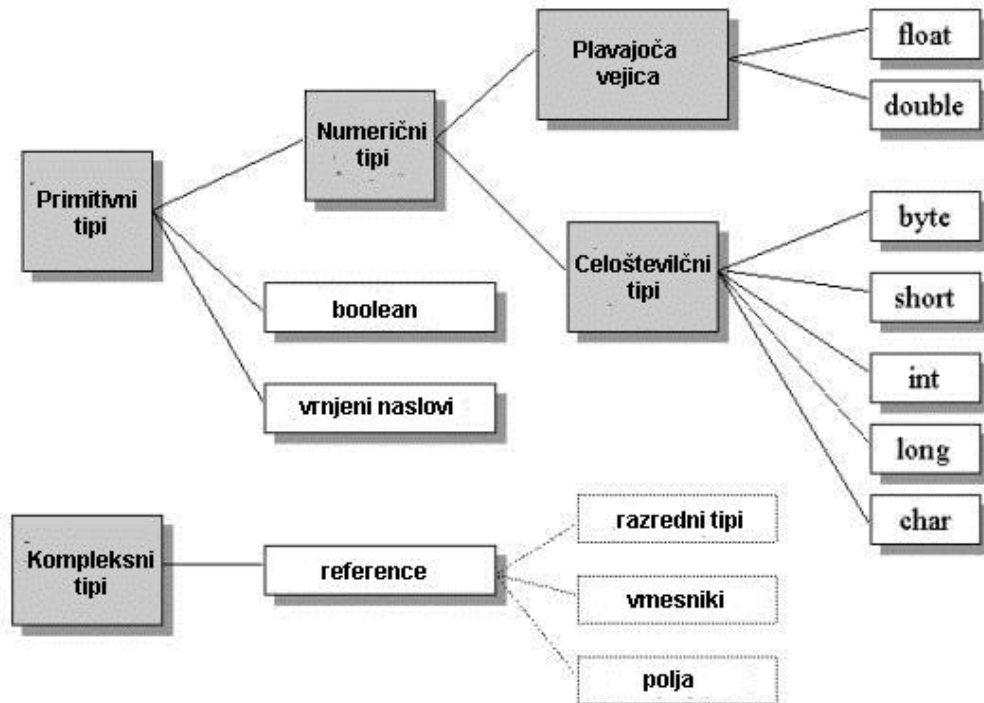 Plavajoča
vejica
float
double
Numerični
tipi
Primitivni
tipi
Celoštevilčni
tipi
byte
short
int
long
char
boolean
vrnjeni naslovi
Kompleksni
tipi
reference
razredni tipi
vmesniki
polja